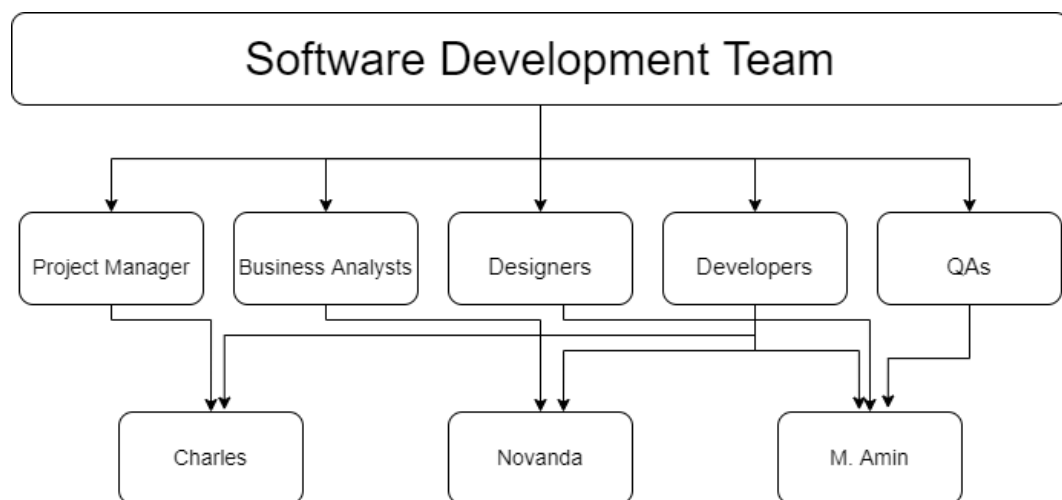 Software Development Team
Project Manager
Business Analysts
Designers
Developers
QAs
Charles
Novanda
M. Amin